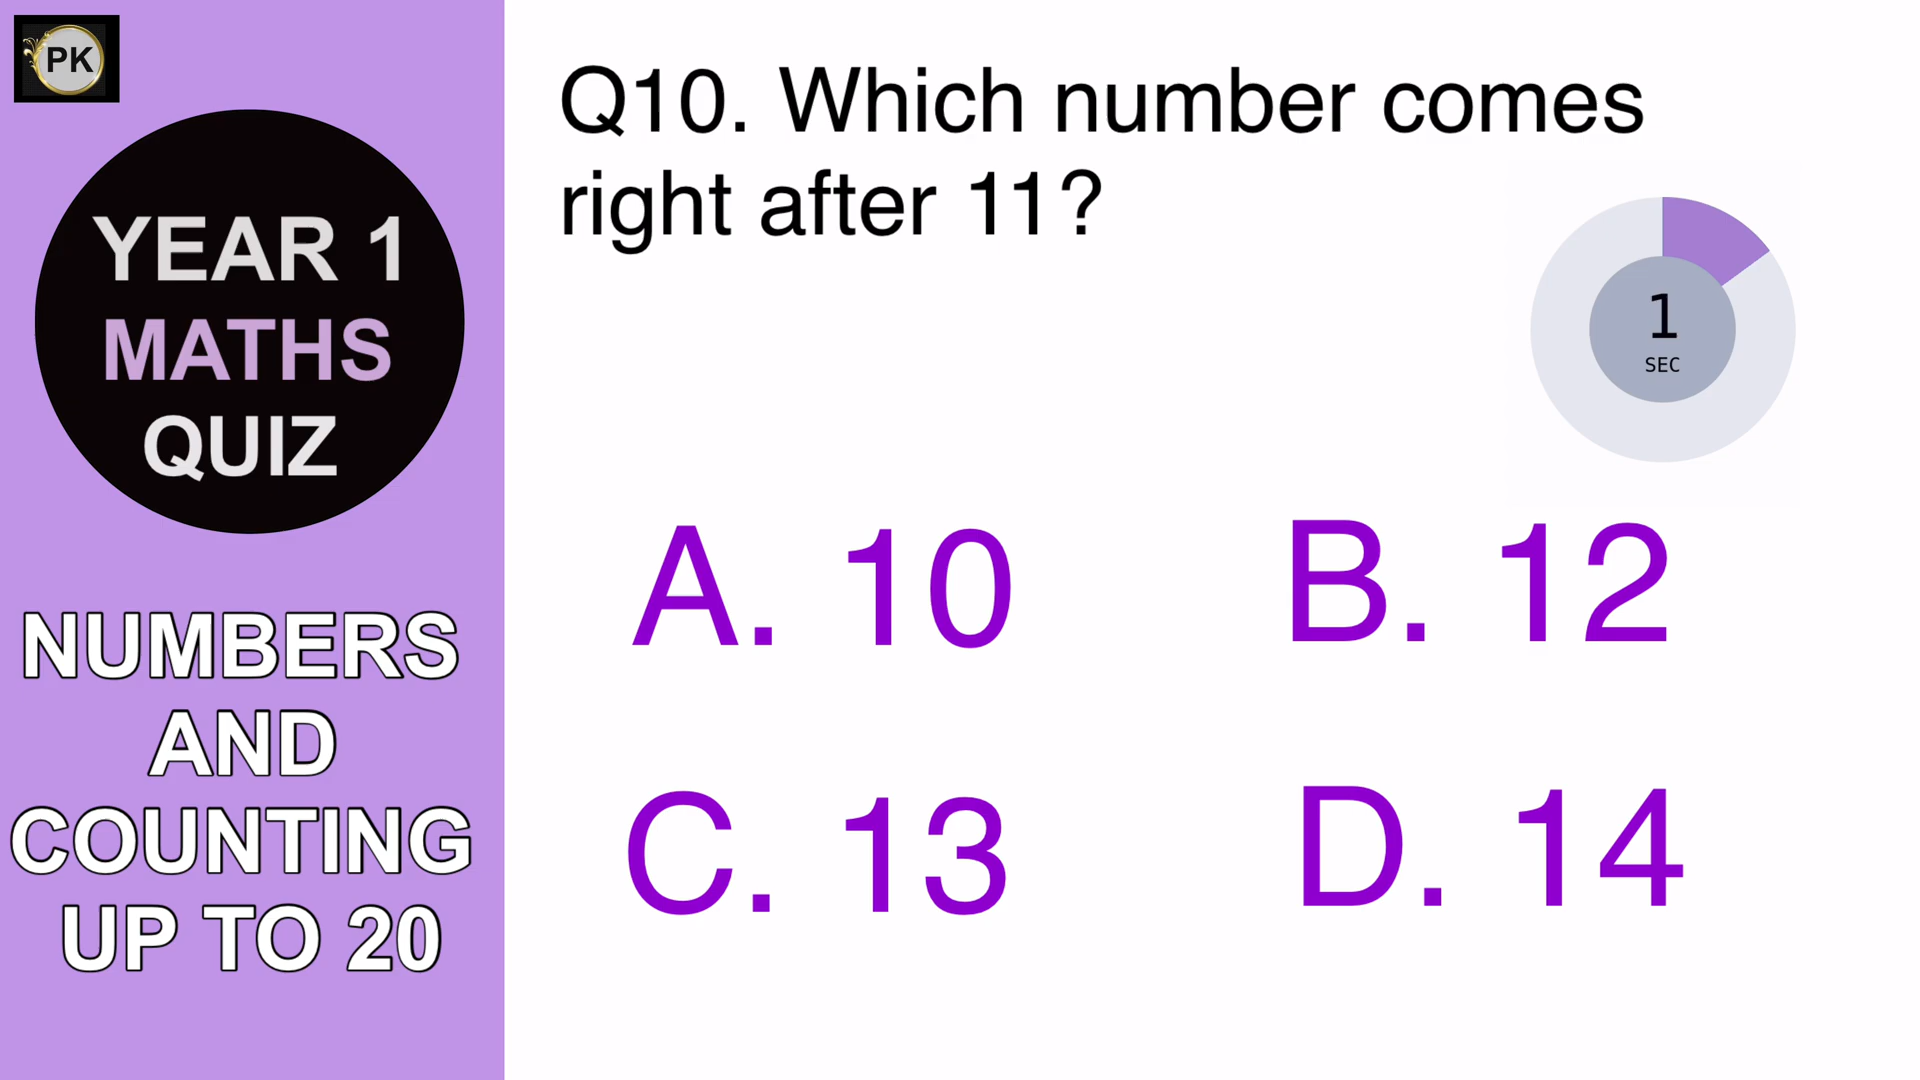 PK
YEAR 1
MATHS
QUIZ
NUMBERS
AND
COUNTING
UP TO 20
Q10. Which number comes
right after 11?
1
SEC
A. 10
B. 12
C. 13
D. 14